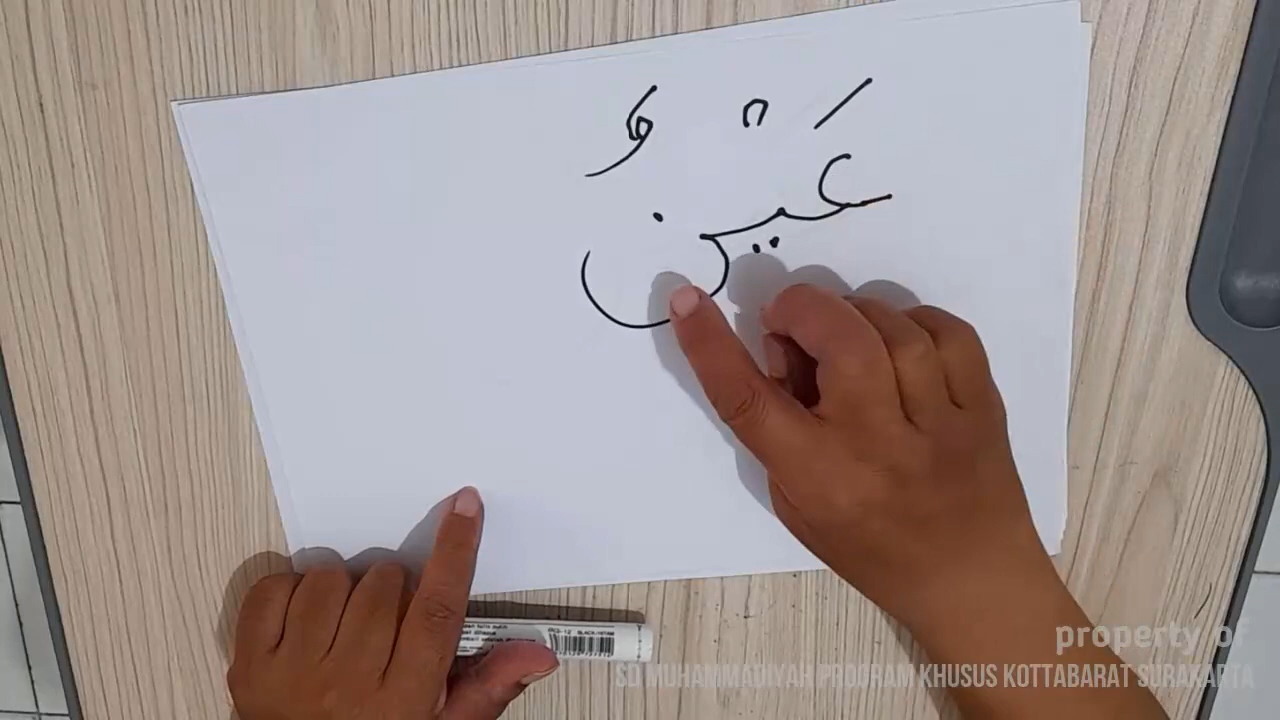 عَيْنٌ
property of
SD MUHAMMADIYAH PROGRAM KHUSUS KOTTABARAT SURAKARTA